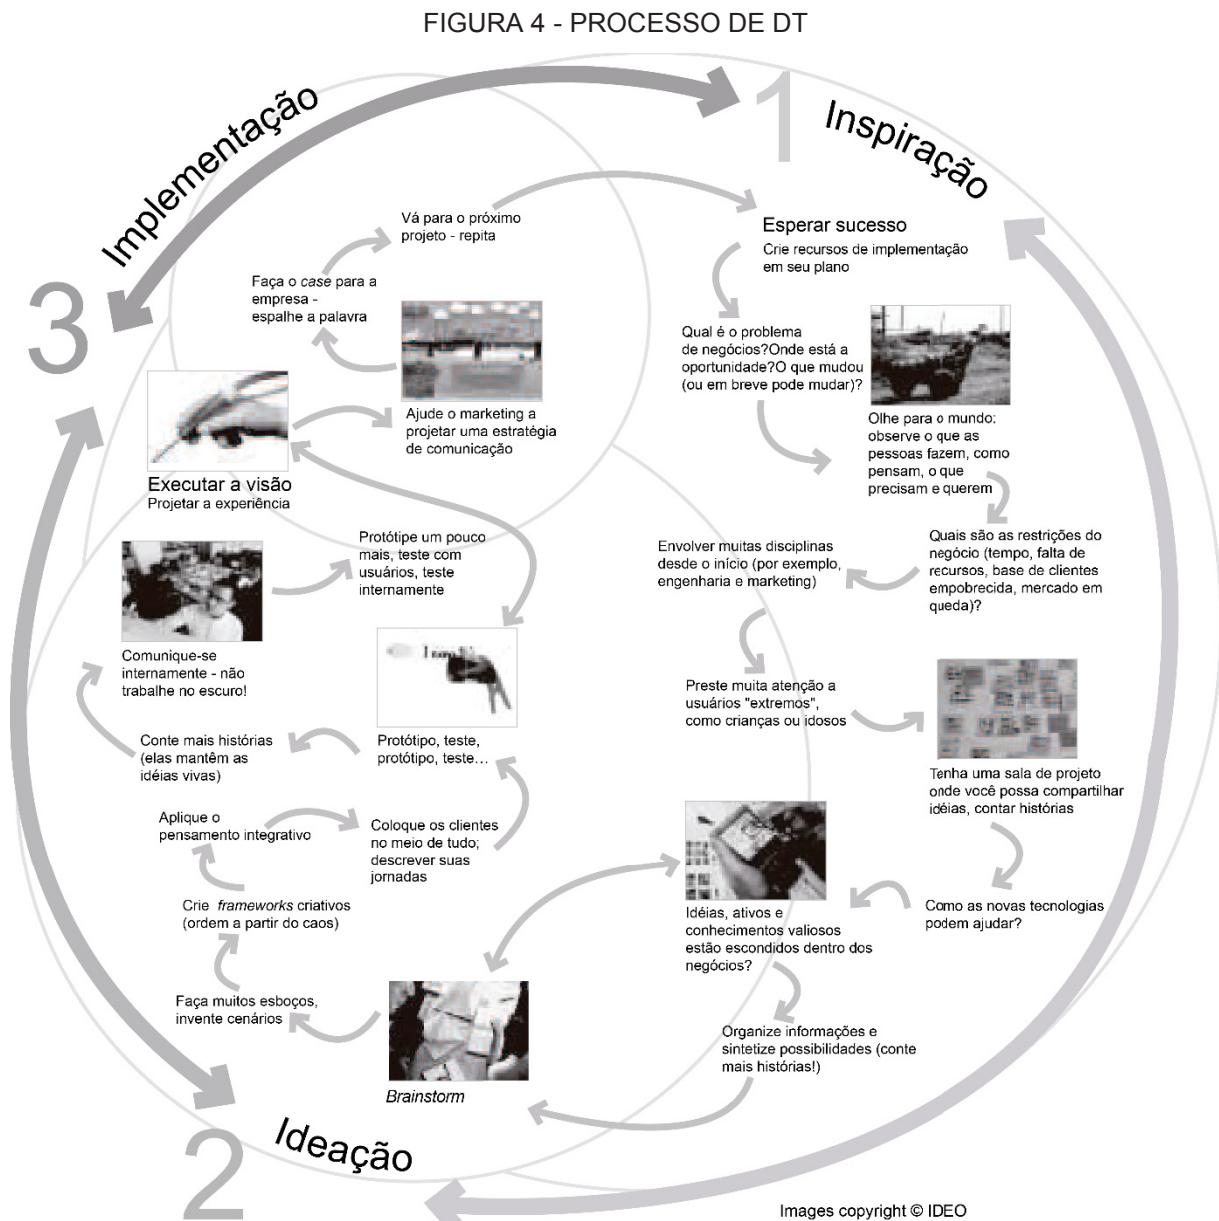 FIGURA 4 - PROCESSO DE DT
1
Inspiração
Esperar sucesso
Crie recursos de implementação
em seu plano
Qual é o problema
de negócios?Onde está a
oportunidade?O que mudou
(ou em breve pode mudar)?
Olhe para o mundo:
observe o que as
pessoas fazem, como
pensam, o que
precisam e querem
Quais são as restrições do
negócio (tempo, falta de
recursos, base de clientes
empobrecida, mercado em
queda)?
Envolver muitas disciplinas
desde o início (por exemplo,
engenharia e marketing)
Preste muita atenção a
usuários "extremos",
como crianças ou idosos
Tenha uma sala de projeto
onde você possa compartilhar
idéias, contar histórias
Como as novas tecnologias
podem ajudar?
Idéias, ativos e
conhecimentos valiosos
estão escondidos dentro dos
negócios?
Organize informações e
sintetize possibilidades (conte
mais histórias!)
2
Ideação
Brainstorm
Faça muitos esboços,
invente cenários
Crie frameworks criativos
(ordem a partir do caos)
Aplique o
pensamento integrativo
Coloque os clientes
no meio de tudo;
descrever suas
jornadas
Protótipo, teste,
protótipo, teste...
Conte mais histórias
(elas mantêm as
idéias vivas)
Comunique-se
internamente - não
trabalhe no escuro!
Protótipe um pouco
mais, teste com
usuários, teste
internamente
3
Implementação
Executar a visão
Projetar a experiência
Ajude o marketing a
projetar uma estratégia
de comunicação
Faça o case para a
empresa -
espalhe a palavra
Vá para o próximo
projeto - repita
Images copyright © IDEO